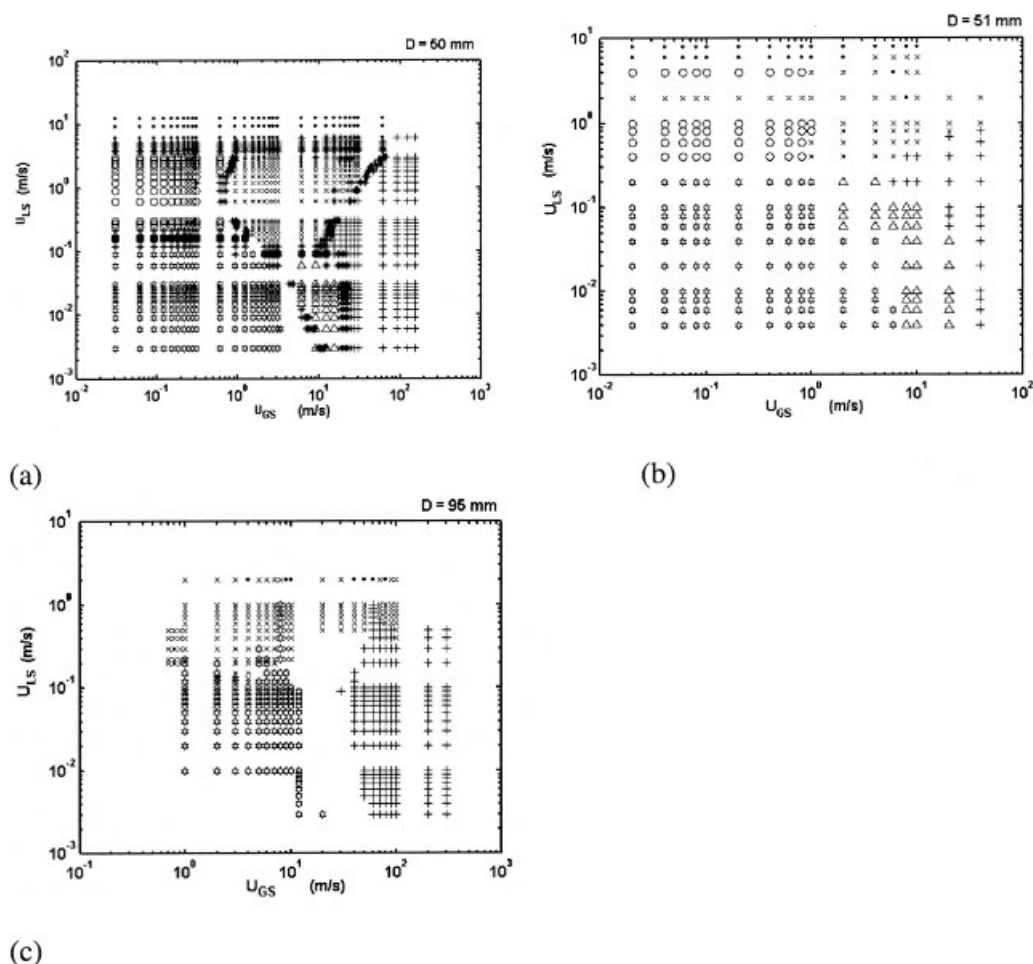 D = 50 mm
10²
10¹
10⁰
10⁻¹
10⁻²
10⁻³
u_LS (m/s)
10⁻² 10⁻¹ 10⁰ 10¹ 10² 10³
u_GS (m/s)
(a)
D = 51 mm
10¹
10⁰
10⁻¹
10⁻²
10⁻³
U_LS (m/s)
10⁻² 10⁻¹ 10⁰ 10¹ 10²
U_GS (m/s)
(b)
D = 95 mm
10¹
10⁰
10⁻¹
10⁻²
10⁻³
U_LS (m/s)
10⁻¹ 10⁰ 10¹ 10² 10³
U_GS (m/s)
(c)